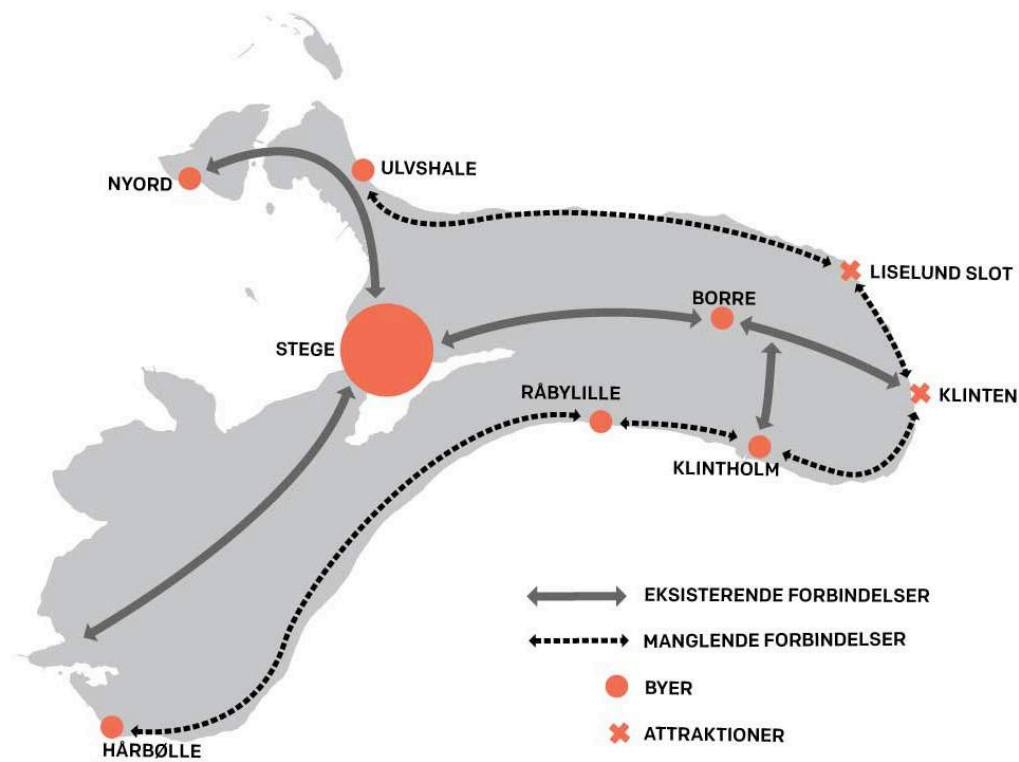 ULVSHALE
NYORD
LISELUND SLOT
BORRE
STEGE
RÅBYLILLE
KLINTEN
KLINTHOLM
EKSISTERENDE FORBINDELSER
MANGLENDE FORBINDELSER
BYER
ATTRAKTIONER
HÅRBØLLE